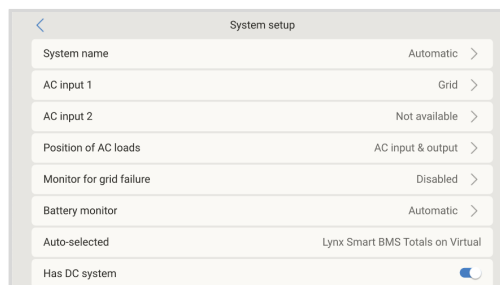 System setup
System name Automatic
AC input 1 Grid
AC input 2 Not available
Position of AC loads AC input & output
Monitor for grid failure Disabled
Battery monitor Automatic
Auto-selected Lynx Smart BMS Totals on Virtual
Has DC system